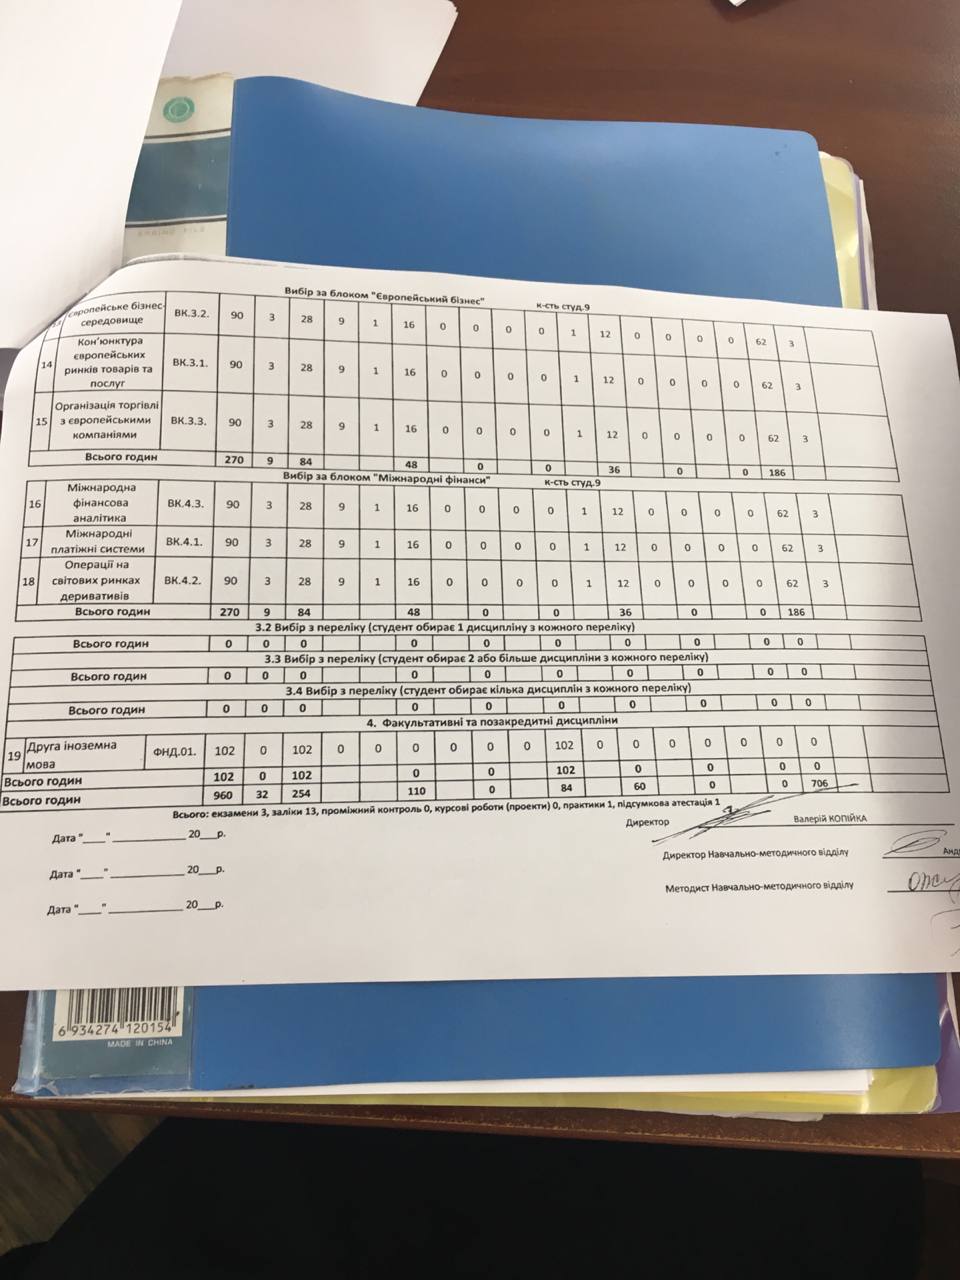 Вибір за блоком "Європейський бізнес" к-сть студ.9
Європейське бізнес-середовище ВК.3.2. 90 3 28 9 1 16 0 0 0 0 1 12 0 0 0 0 62 3
14 Кон'юнктура європейських ринків товарів та послуг ВК.3.1. 90 3 28 9 1 16 0 0 0 0 1 12 0 0 0 0 62 3
15 Організація торгівлі з європейськими компаніями ВК.3.3. 90 3 28 9 1 16 0 0 0 0 1 12 0 0 0 0 62 3
Всього годин 270 9 84 48 0 0 36 0 0 186
Вибір за блоком "Міжнародні фінанси" к-сть студ.9
16 Міжнародна фінансова аналітика ВК.4.3. 90 3 28 9 1 16 0 0 0 0 1 12 0 0 0 0 62 3
17 Міжнародні платіжні системи ВК.4.1. 90 3 28 9 1 16 0 0 0 0 1 12 0 0 0 0 62 3
18 Операції на світових ринках деривативів ВК.4.2. 90 3 28 9 1 16 0 0 0 0 1 12 0 0 0 0 62 3
Всього годин 270 9 84 48 0 0 36 0 0 186
3.2 Вибір з переліку (студент обирає 1 дисципліну з кожного переліку)
Всього годин 0 0 0 0 0 0 0 0 0 0
3.3 Вибір з переліку (студент обирає 2 або більше дисципліни з кожного переліку)
Всього годин 0 0 0 0 0 0 0 0 0 0
3.4 Вибір з переліку (студент обирає кілька дисциплін з кожного переліку)
Всього годин 0 0 0 0 0 0 0 0 0 0
4. Факультативні та позакредитні дисципліни
19 Друга іноземна мова ФНД.01. 102 0 102 0 0 0 0 0 0 102 0 0 0 0 0 0 0
Всього годин 102 0 102 0 0 102 0 0 0 0
Всього годин 960 32 254 110 0 84 60 0 0 706
Всього: екзамени 3, заліки 13, проміжний контроль 0, курсові роботи (проекти) 0, практики 1, підсумкова атестація 1
Дата "____" ____________ 20___р. Директор Валерій КОПІЙКА
Директор Навчально-методичного відділу
Дата "____" ____________ 20___р.
Методист Навчально-методичного відділу
Дата "____" ____________ 20___р.
6 934274 120154
MADE IN CHINA